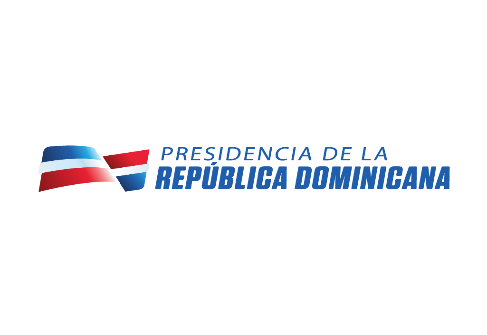 PRESIDENCIA DE LA
REPÚBLICA DOMINICANA